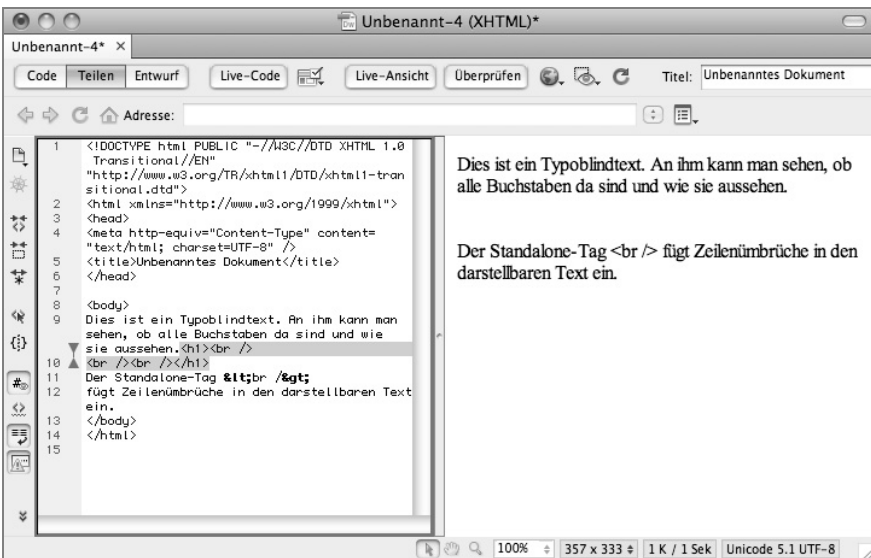 Unbenannt-4 (XHTML)*
Unbenannt-4* ×
Code Teilen Entwurf Live-Code Live-Ansicht Überprüfen Titel: Unbenanntes Dokument
Adresse:
1 <!DOCTYPE html PUBLIC "-//W3C//DTD XHTML 1.0
Transitional//EN"
"http://www.w3.org/TR/xhtml1/DTD/xhtml1-tran
sitional.dtd">
2 <html xmlns="http://www.w3.org/1999/xhtml">
3 <head>
4 <meta http-equiv="Content-Type" content=
"text/html; charset=UTF-8" />
5 <title>Unbenanntes Dokument</title>
6 </head>
7
8 <body>
9 Dies ist ein Typoblindtext. An ihm kann man
sehen, ob alle Buchstaben da sind und wie
sie aussehen.<h1><br />
10 <br /><br /></h1>
11 Der Standalone-Tag &lt;br /&gt;
12 fügt Zeilenümbrüche in den darstellbaren Text
ein.
13 </body>
14 </html>
15
Dies ist ein Typoblindtext. An ihm kann man sehen, ob
alle Buchstaben da sind und wie sie aussehen.
Der Standalone-Tag <br /> fügt Zeilenümbrüche in den
darstellbaren Text ein.
100% 357 x 333 1 K / 1 Sek Unicode 5.1 UTF-8